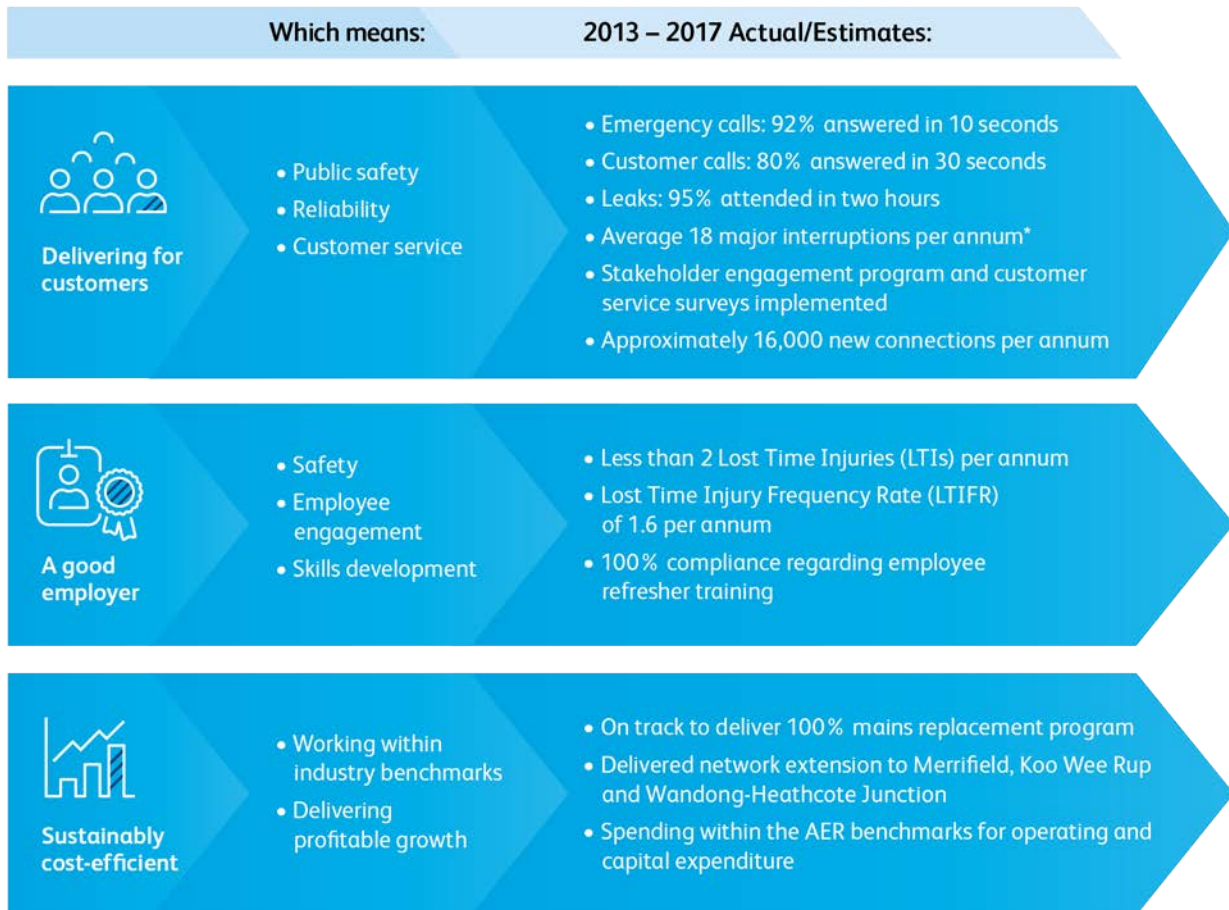 Which means:
2013 – 2017 Actual/Estimates:
Delivering for
customers
• Public safety
• Reliability
• Customer service
• Emergency calls: 92% answered in 10 seconds
• Customer calls: 80% answered in 30 seconds
• Leaks: 95% attended in two hours
• Average 18 major interruptions per annum*
• Stakeholder engagement program and customer
service surveys implemented
• Approximately 16,000 new connections per annum
A good
employer
• Safety
• Employee
engagement
• Skills development
• Less than 2 Lost Time Injuries (LTIs) per annum
• Lost Time Injury Frequency Rate (LTIFR)
of 1.6 per annum
• 100% compliance regarding employee
refresher training
Sustainably
cost-efficient
• Working within
industry benchmarks
• Delivering
profitable growth
• On track to deliver 100% mains replacement program
• Delivered network extension to Merrifield, Koo Wee Rup
and Wandong-Heathcote Junction
• Spending within the AER benchmarks for operating and
capital expenditure